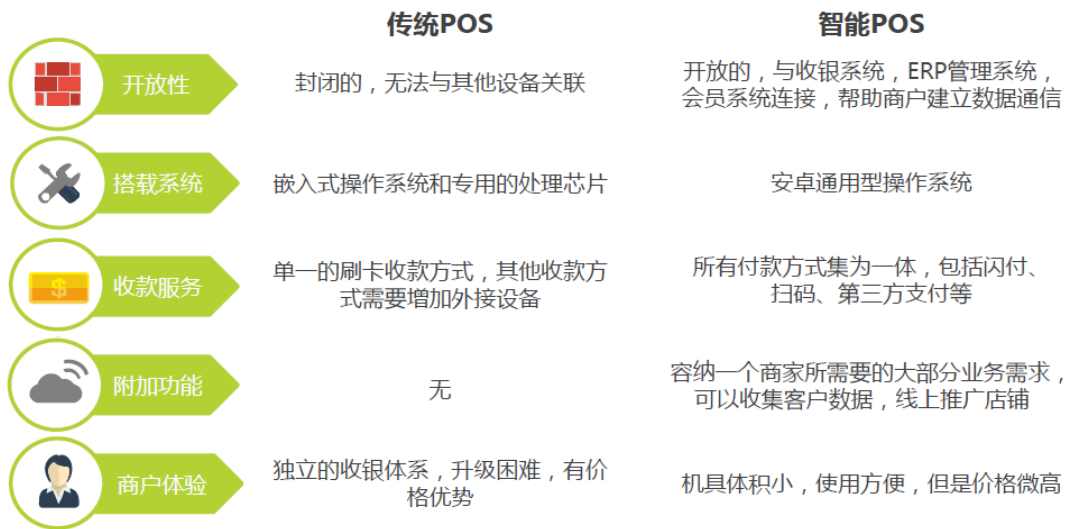 传统POS
智能POS
开放性
封闭的，无法与其他设备关联
开放的，与收银系统，ERP管理系统，
会员系统连接，帮助商户建立数据通信
搭载系统
嵌入式操作系统和专用的处理芯片
安卓通用型操作系统
收款服务
单一的刷卡收款方式，其他收款方
式需要增加外接设备
所有付款方式集为一体，包括闪付、
扫码、第三方支付等
附加功能
无
容纳一个商家所需要的大部分业务需求，
可以收集客户数据，线上推广店铺
商户体验
独立的收银体系，升级困难，有价
格优势
机具体积小，使用方便，但是价格微高